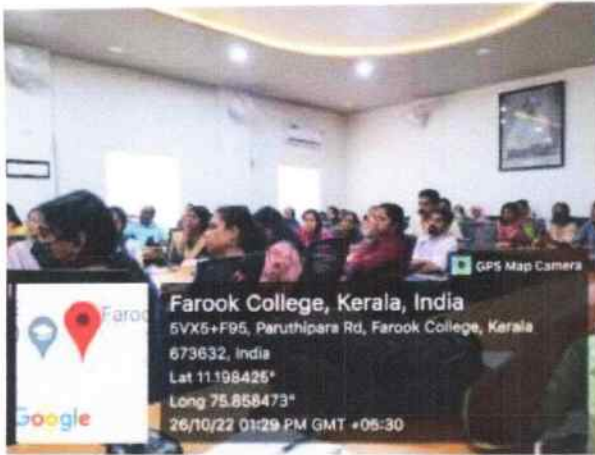 GPS Map Camera
Faroo
Google
Farook College, Kerala, India
5VX5+F95, Paruthipara Rd, Farook College, Kerala
673632, India
Lat 11.198425°
Long 75.858473°
26/10/22 01:29 PM GMT +05:30